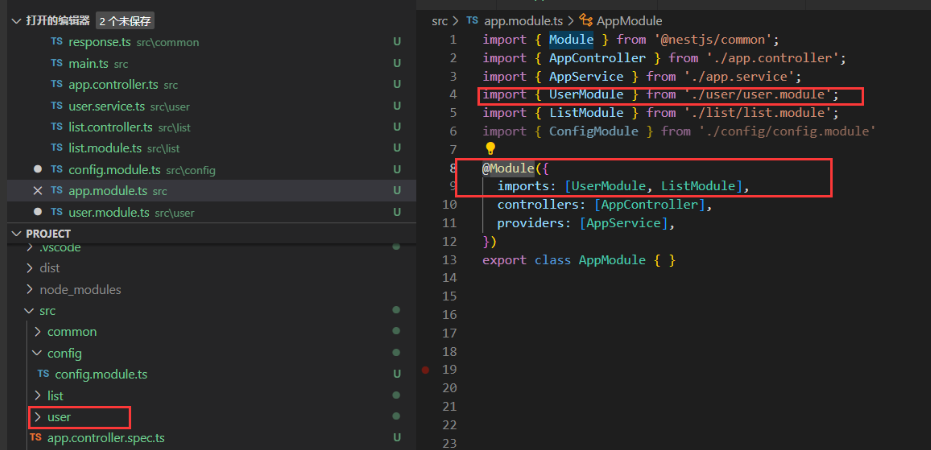 打开的编辑器 2 个未保存
TS response.ts src\common U
TS main.ts src U
TS app.controller.ts src U
TS user.service.ts src\user U
TS list.controller.ts src\list U
TS list.module.ts src\list U
TS config.module.ts src\config U
TS app.module.ts src U
TS user.module.ts src\user U
PROJECT
.vscode
dist
node_modules
src
common
config
TS config.module.ts U
list
user
TS app.controller.spec.ts U
src > TS app.module.ts > AppModule
1 import { Module } from '@nestjs/common';
2 import { AppController } from './app.controller';
3 import { AppService } from './app.service';
4 import { UserModule } from './user/user.module';
5 import { ListModule } from './list/list.module';
6 import { ConfigModule } from './config/config.module'
7
8 @Module({
9 imports: [UserModule, ListModule],
10 controllers: [AppController],
11 providers: [AppService],
12 })
13 export class AppModule { }
14
15
16
17
18
19
20
21
22
23